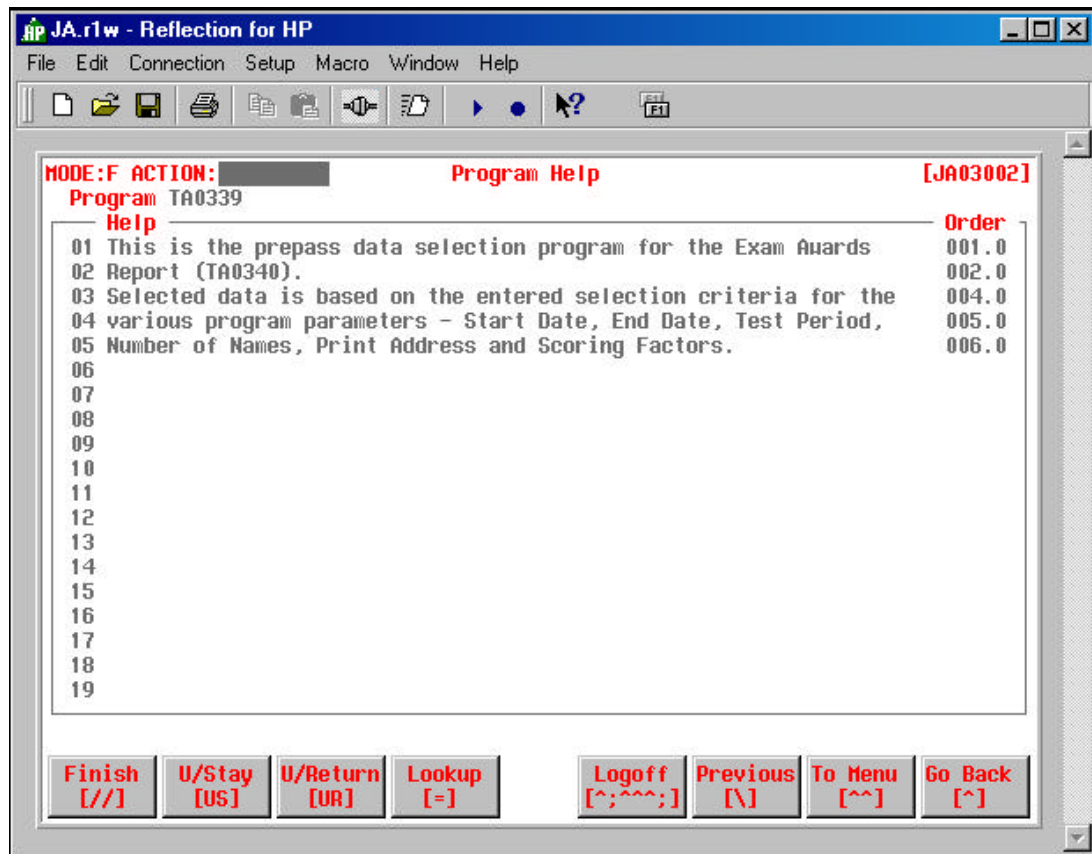 JA.r1w - Reflection for HP
File Edit Connection Setup Macro Window Help
MODE:F ACTION: Program Help [JA03002]
Program TA0339
Help Order
01 This is the prepass data selection program for the Exam Awards 001.0
02 Report (TA0340). 002.0
03 Selected data is based on the entered selection criteria for the 004.0
04 various program parameters - Start Date, End Date, Test Period, 005.0
05 Number of Names, Print Address and Scoring Factors. 006.0
06
07
08
09
10
11
12
13
14
15
16
17
18
19
Finish U/Stay U/Return Lookup Logoff Previous To Menu Go Back
[//] [US] [UR] [=] [^;^^^;] [\] [^^] [^]